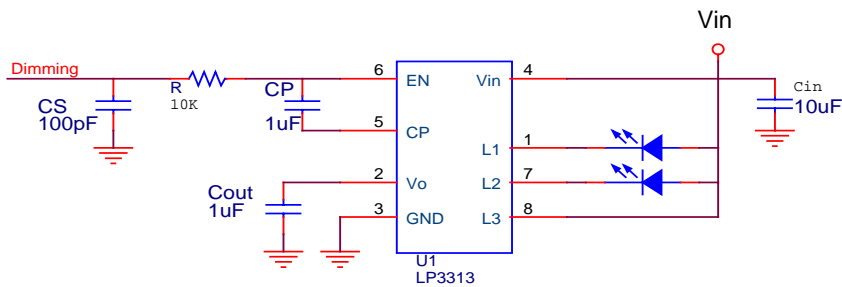 Vin
Dimming
R
10K
CS
100pF
CP
1uF
6
EN
5
CP
Cout
1uF
2
Vo
3
GND
Vin
4
L1
1
L2
7
L3
8
Cin
10uF
U1
LP3313